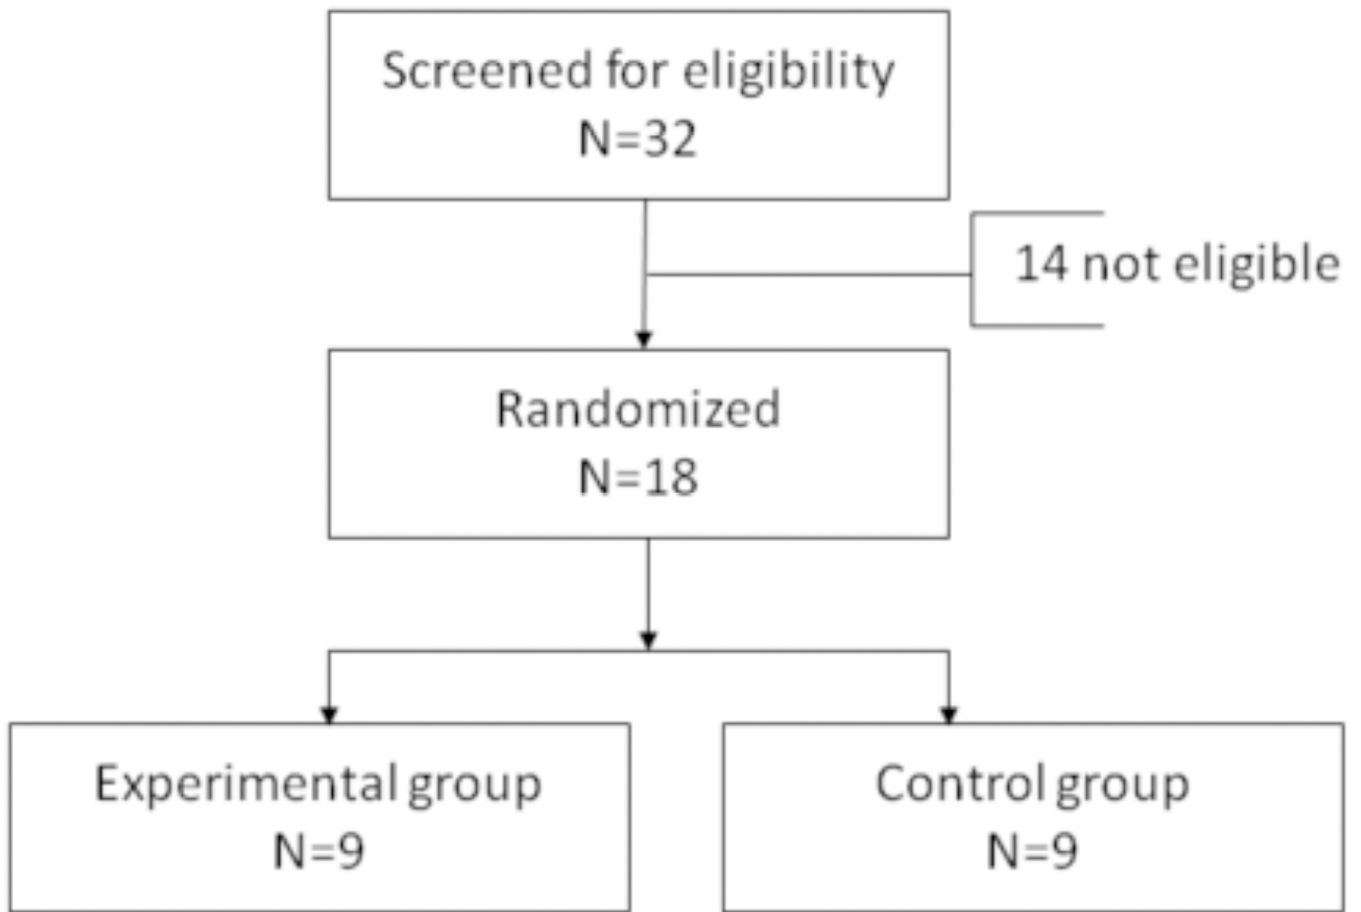 Screened for eligibility
N=32
14 not eligible
Randomized
N=18
Experimental group
N=9
Control group
N=9